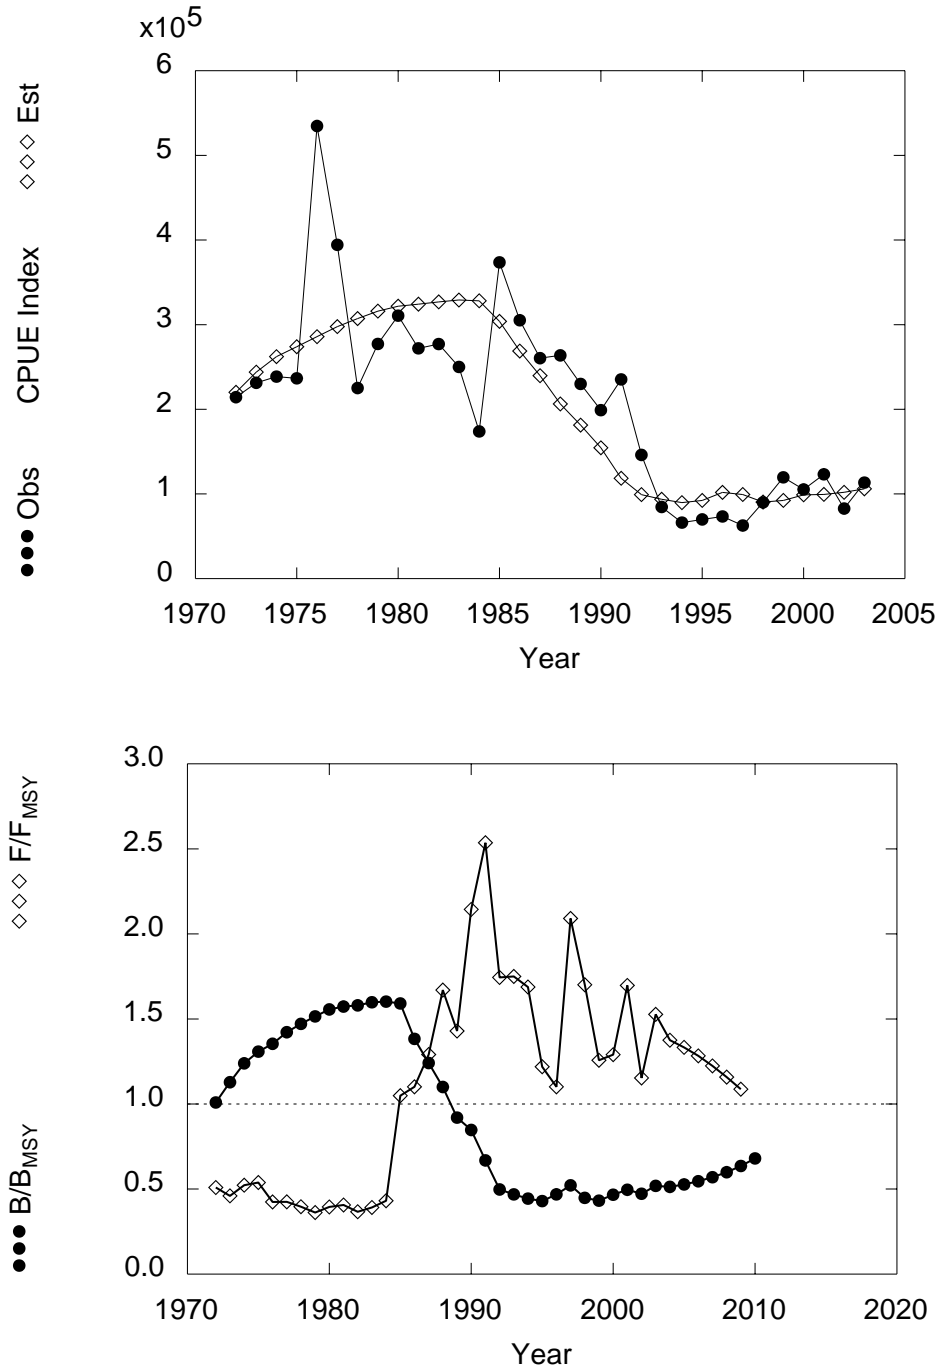 x10⁵
6
5
4
3
2
1
0
●●● Obs CPUE Index ◇◇◇ Est
1970 1975 1980 1985 1990 1995 2000 2005
Year
3.0
2.5
2.0
1.5
1.0
0.5
0.0
●●● B/B_MSY ◇◇◇ F/F_MSY
1970 1980 1990 2000 2010 2020
Year